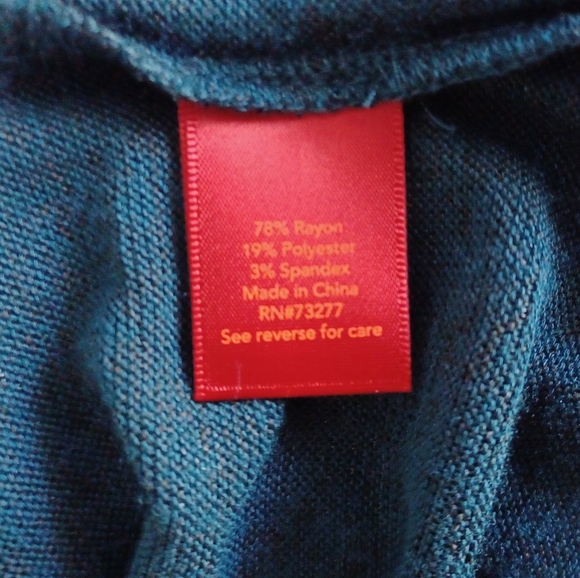 78% Rayon
19% Polyester
3% Spandex
Made in China
RN#73277
See reverse for care